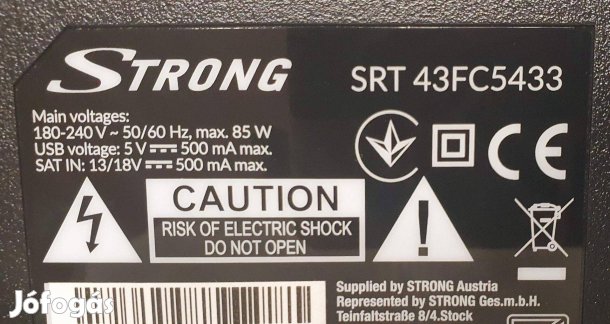 STRONG
SRT 43FC5433
Main voltages:
180-240 V ~ 50/60 Hz, max. 85 W
USB voltage: 5 V⎓ 500 mA max.
SAT IN: 13/18V⎓ 500 mA max.
CE
CAUTION
RISK OF ELECTRIC SHOCK
DO NOT OPEN
Supplied by STRONG Austria
Represented by STRONG Ges.m.b.H.
Teinfaltstraße 8/4.Stock
Jófogás